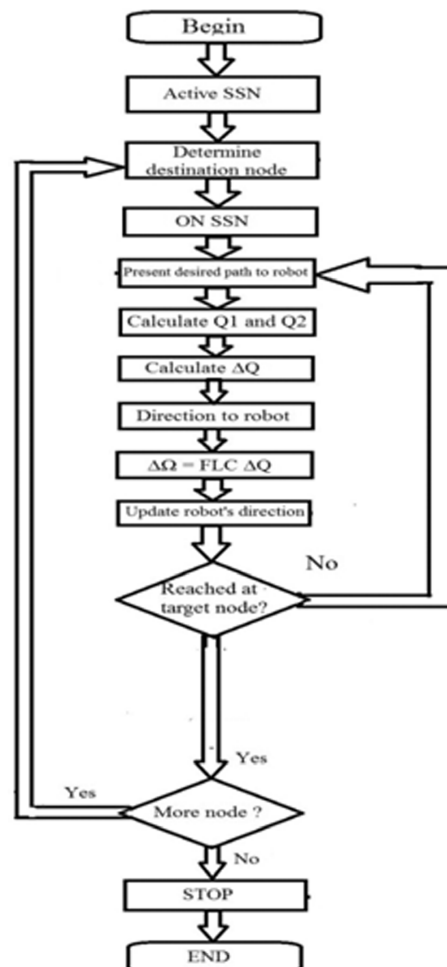 Begin
Active SSN
Determine
destination node
ON SSN
Present desired path to robot
Calculate Q1 and Q2
Calculate ΔQ
Direction to robot
ΔΩ = FLC ΔQ
Update robot's direction
No
Reached at
target node?
Yes
Yes
More node ?
No
STOP
END